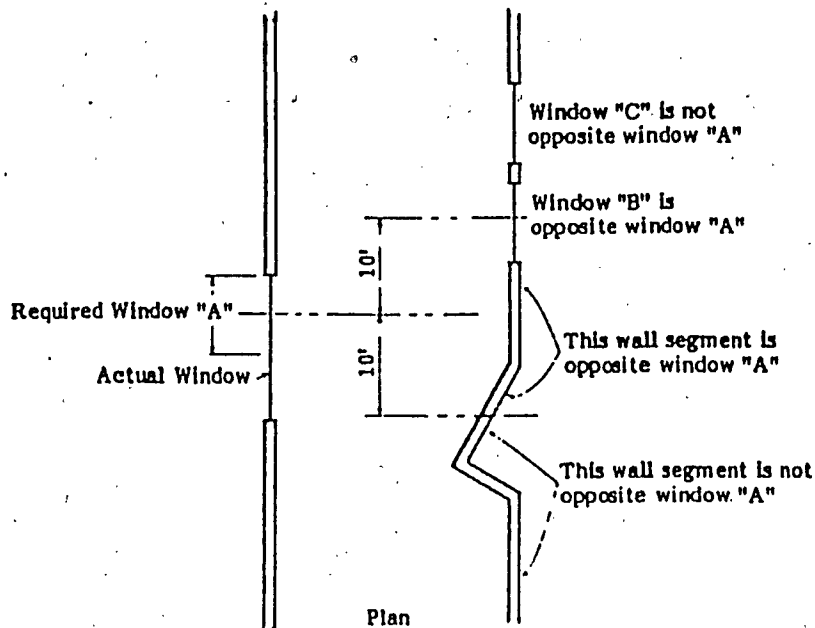 Window "C" is not
opposite window "A"
Window "B" is
opposite window "A"
10'
Required Window "A"
10'
This wall segment is
opposite window "A"
Actual Window
This wall segment is not
opposite window. "A"
Plan